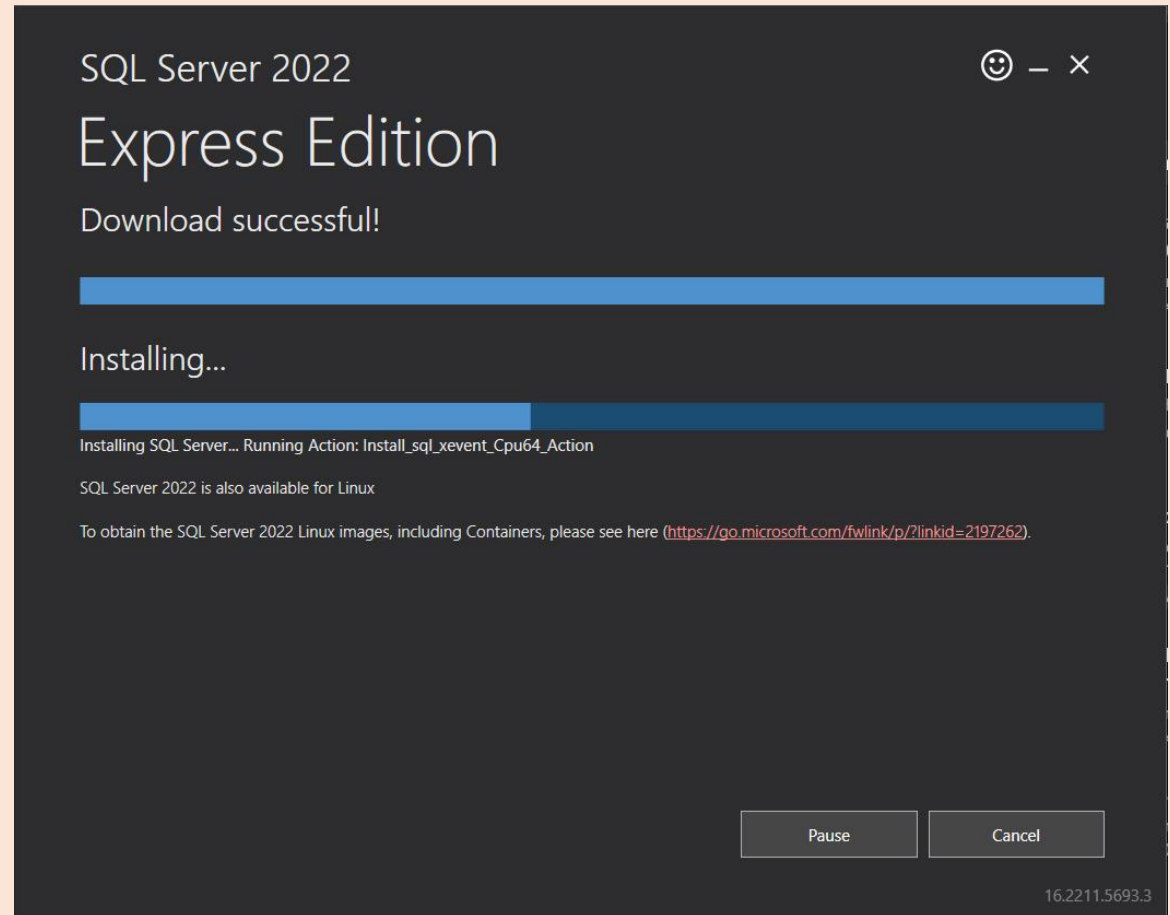 SQL Server 2022
Express Edition
Download successful!
Installing...
Installing SQL Server... Running Action: Install_sql_xevent_Cpu64_Action
SQL Server 2022 is also available for Linux
To obtain the SQL Server 2022 Linux images, including Containers, please see here (https://go.microsoft.com/fwlink/p/?linkid=2197262).
Pause
Cancel
16.2211.5693.3